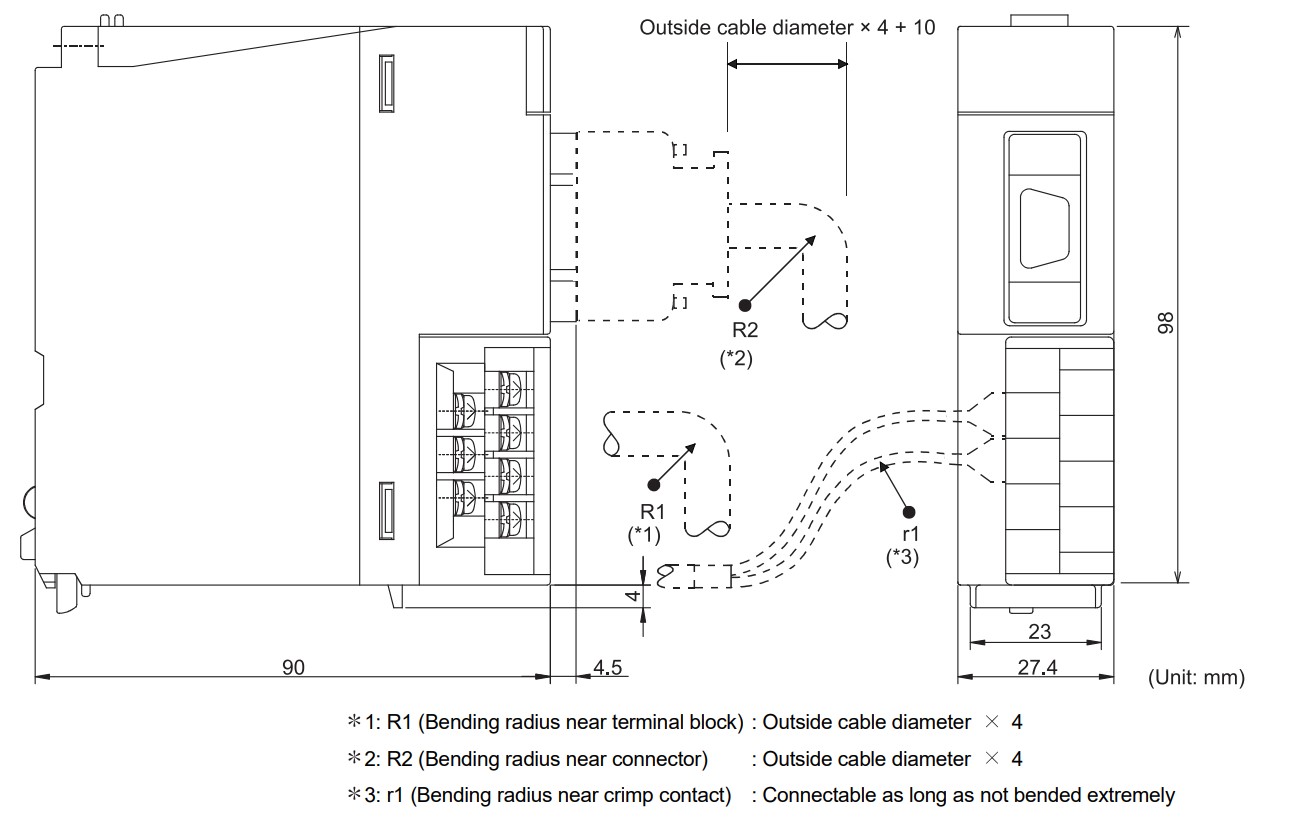 Outside cable diameter × 4 + 10
R2
(*2)
98
R1
(*1)
r1
(*3)
4
23
90
4.5
27.4
(Unit: mm)
＊1: R1 (Bending radius near terminal block) : Outside cable diameter × 4
＊2: R2 (Bending radius near connector) : Outside cable diameter × 4
＊3: r1 (Bending radius near crimp contact) : Connectable as long as not bended extremely